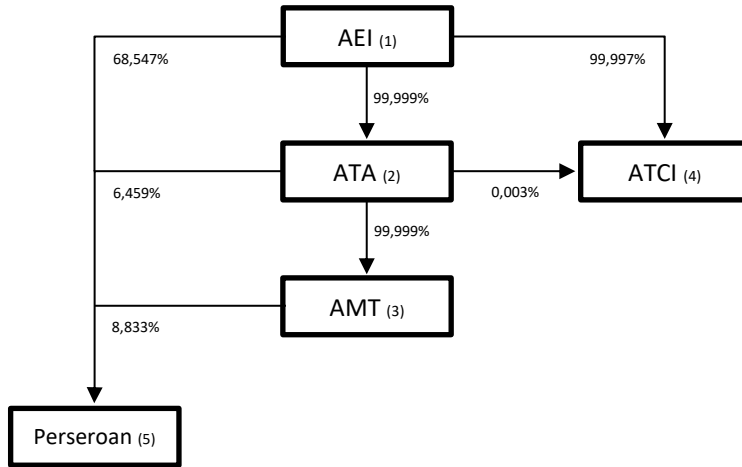 AEI (1)
68,547%
99,997%
99,999%
ATA (2)
ATCI (4)
6,459%
0,003%
99,999%
AMT (3)
8,833%
Perseroan (5)